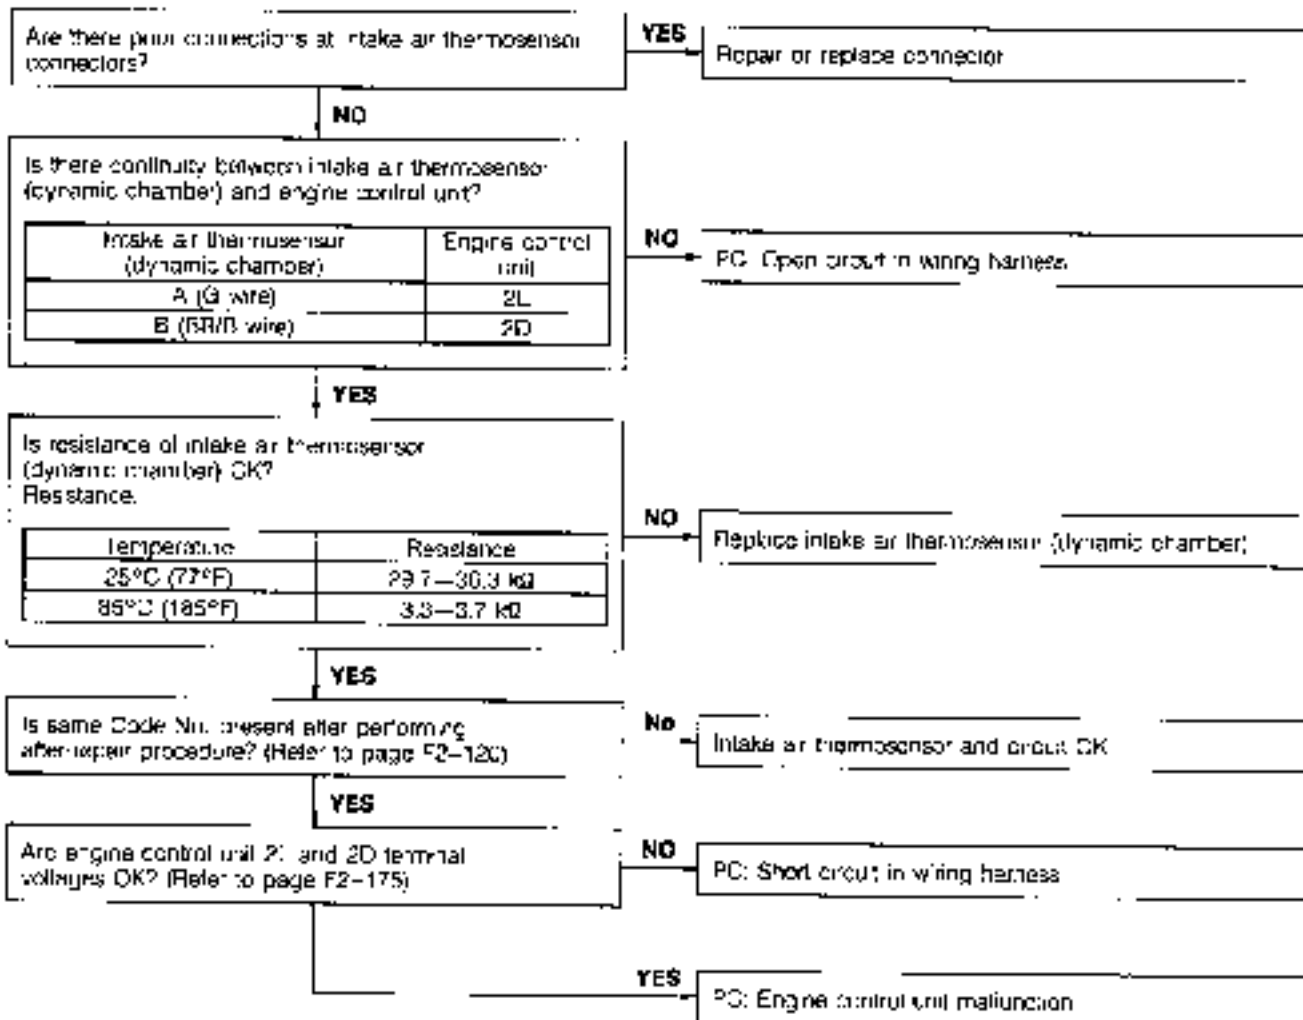 Are there poor connections at intake air thermosensor
connectors?
YES
Repair or replace connector
NO
Is there continuity between intake air thermosensor
(dynamic chamber) and engine control unit?
Intake air thermosensor
(dynamic chamber)
Engine control
unit
A (G wire)
B (BR/B wire)
2D
NO
PC: Open circuit in wiring harness
YES
Is resistance of intake air thermosensor
(dynamic chamber) OK?
Resistance:
Temperature
Resistance
25°C (77°F)
29.7—36.3 kΩ
85°C (185°F)
3.3—3.7 kΩ
NO
Replace intake air thermosensor (dynamic chamber)
YES
Is same Code No. present after performing
after-repair procedure? (Refer to page F2–120)
No
Intake air thermosensor and circuit OK
YES
Are engine control unit and 2D terminal
voltages OK? (Refer to page F2–175)
NO
PC: Short circuit in wiring harness
YES
PC: Engine control unit malfunction